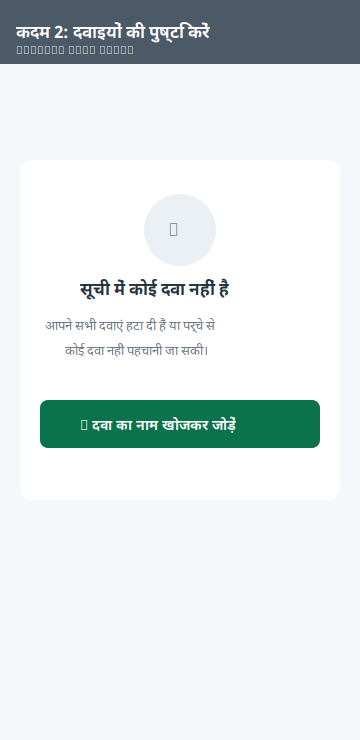 कदम 2: दवाइयों की पुष्टि करें
सूची में कोई दवा नहीं है
आपने सभी दवाएं हटा दी हैं या पर्चे से
कोई दवा नहीं पहचानी जा सकी।
दवा का नाम खोजकर जोड़ें